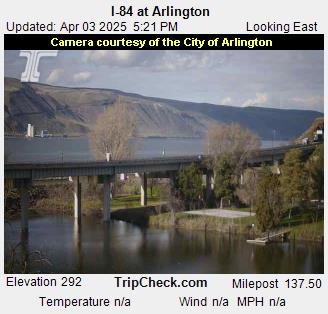 I-84 at Arlington
Updated: Apr 03 2025 5:21 PM Looking East
Camera courtesy of the City of Arlington
Elevation 292 TripCheck.com Milepost 137.50
Temperature n/a Wind n/a MPH n/a